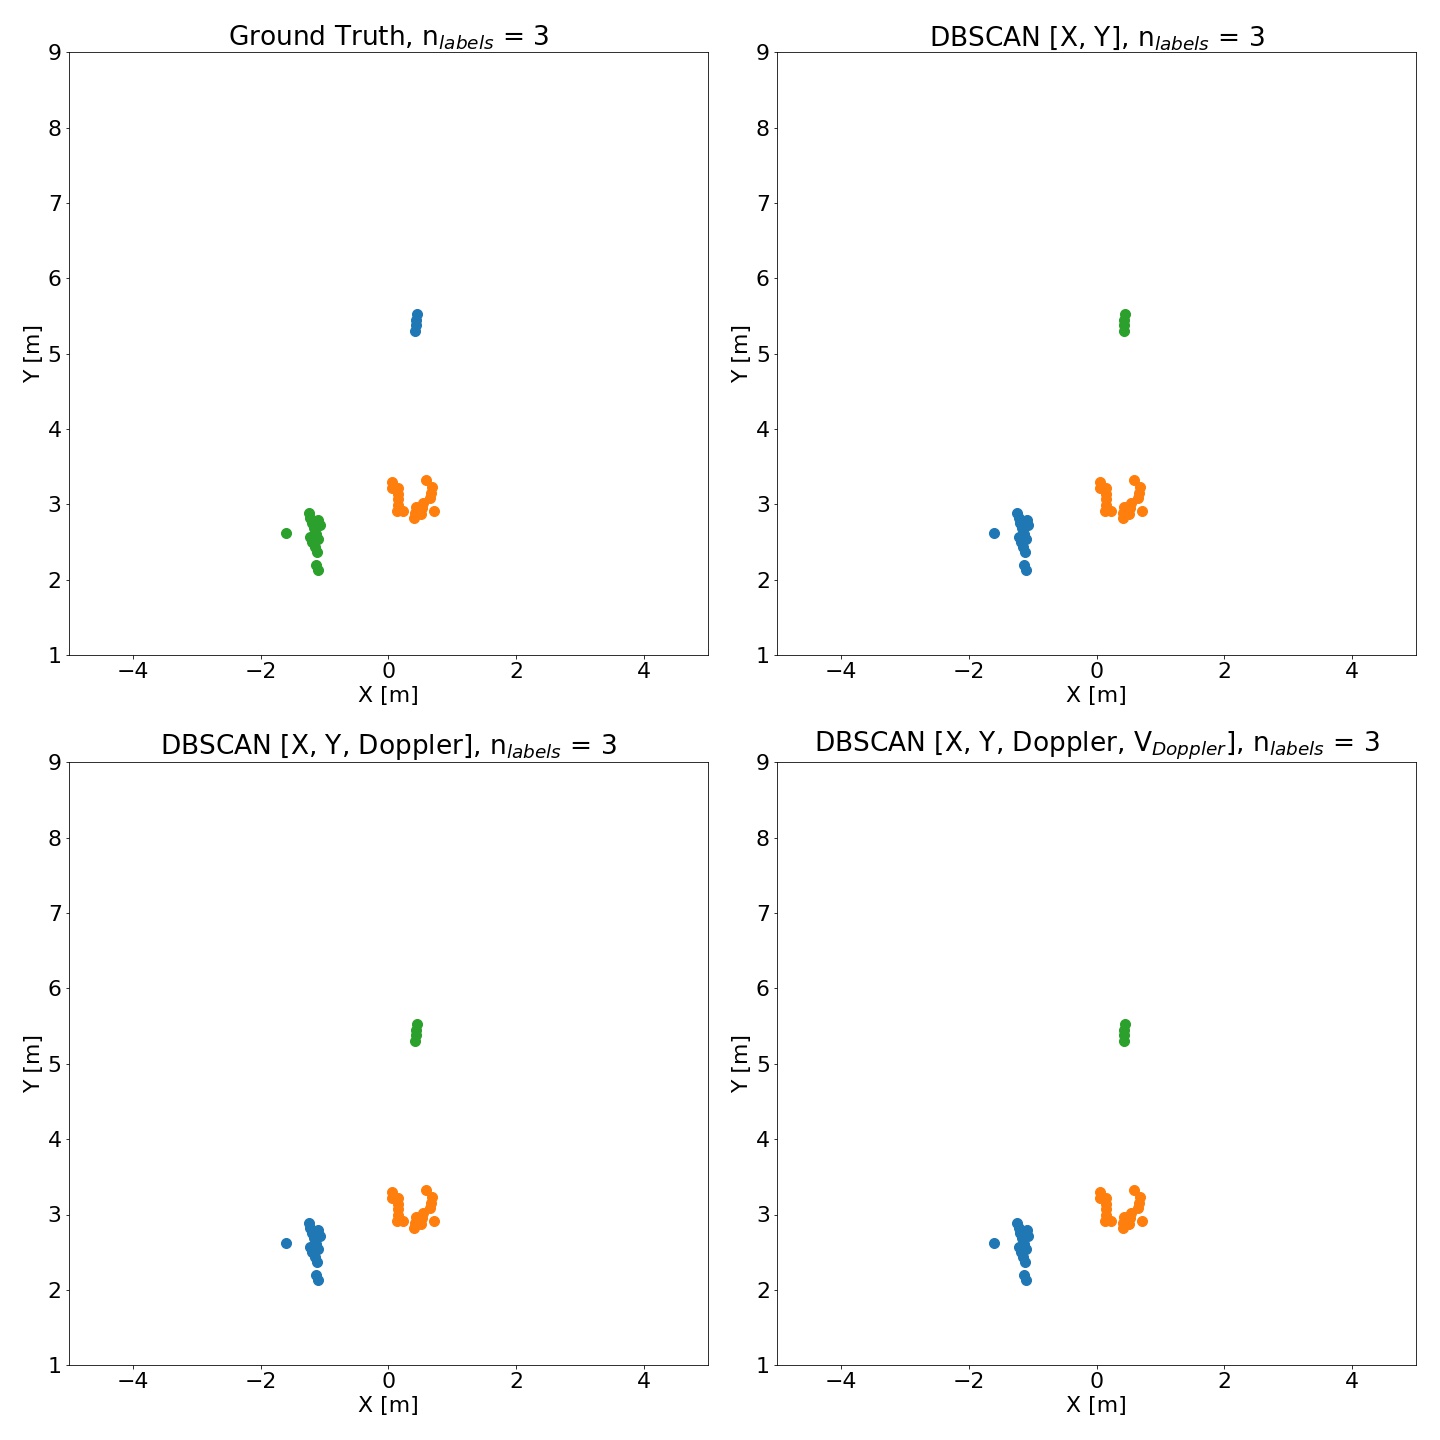 Ground Truth, n_labels = 3
9
8
7
6
5
4
3
2
1
Y [m]
−4 −2 0 2 4
X [m]
DBSCAN [X, Y], n_labels = 3
9
8
7
6
5
4
3
2
1
Y [m]
−4 −2 0 2 4
X [m]
DBSCAN [X, Y, Doppler], n_labels = 3
9
8
7
6
5
4
3
2
1
Y [m]
−4 −2 0 2 4
X [m]
DBSCAN [X, Y, Doppler, V_Doppler], n_labels = 3
9
8
7
6
5
4
3
2
1
Y [m]
−4 −2 0 2 4
X [m]